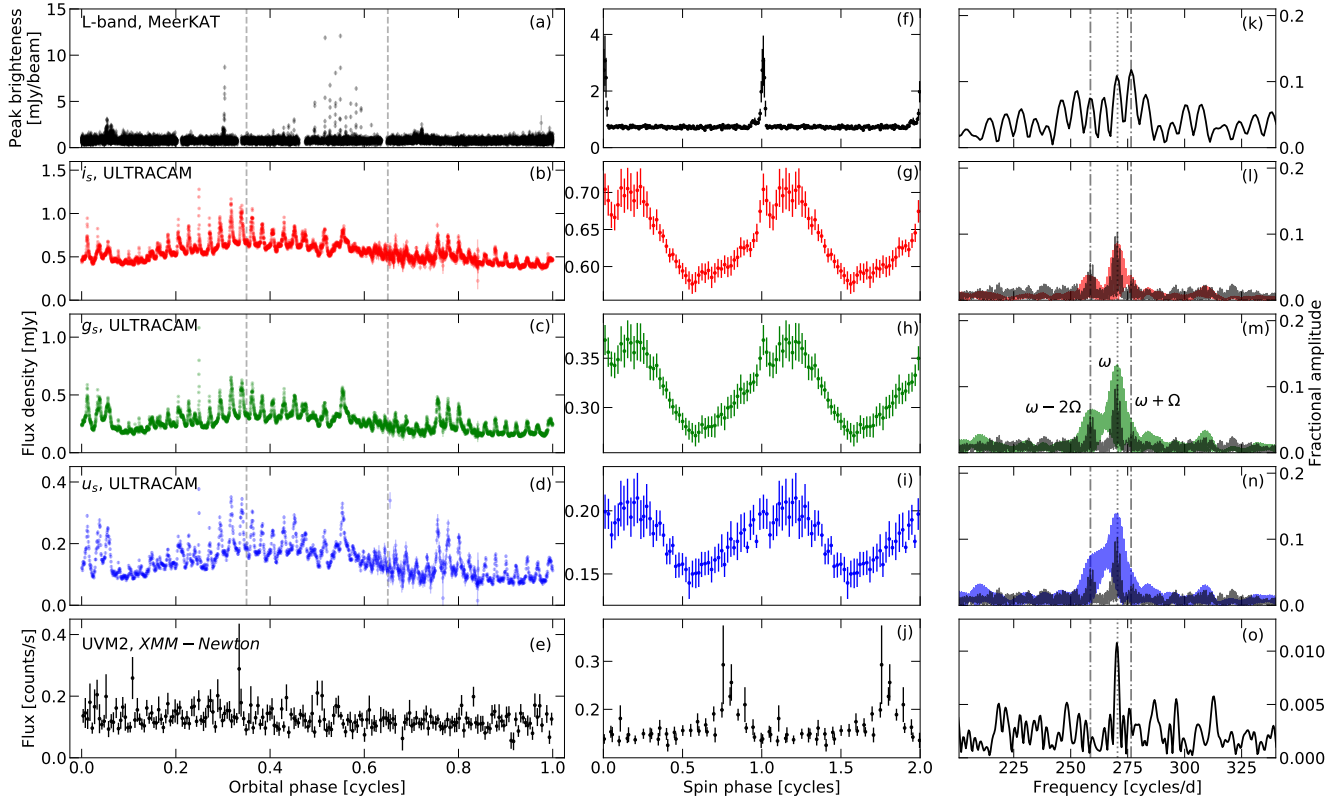 Peak brighteness
[mJy/beam]
15
10
5
0
L-band, MeerKAT
(a)
4
2
(f)
(k)
0.2
0.1
0.0
1.5
1.0
0.5
0.0
i_s, ULTRACAM
(b)
0.70
0.65
0.60
(g)
(l)
0.2
0.1
0.0
Flux density [mJy]
1.0
0.5
0.0
g_s, ULTRACAM
(c)
0.35
0.30
(h)
(m)
ω
ω − 2Ω
ω + Ω
0.2
0.1
0.0
Fractional amplitude
0.4
0.2
0.0
u_s, ULTRACAM
(d)
0.20
0.15
(i)
(n)
0.2
0.1
0.0
Flux [counts/s]
0.4
0.2
0.0
UVM2, XMM − Newton
(e)
0.3
0.2
(j)
(o)
0.010
0.005
0.000
0.0 0.2 0.4 0.6 0.8 1.0
Orbital phase [cycles]
0.0 0.5 1.0 1.5 2.0
Spin phase [cycles]
225 250 275 300 325
Frequency [cycles/d]